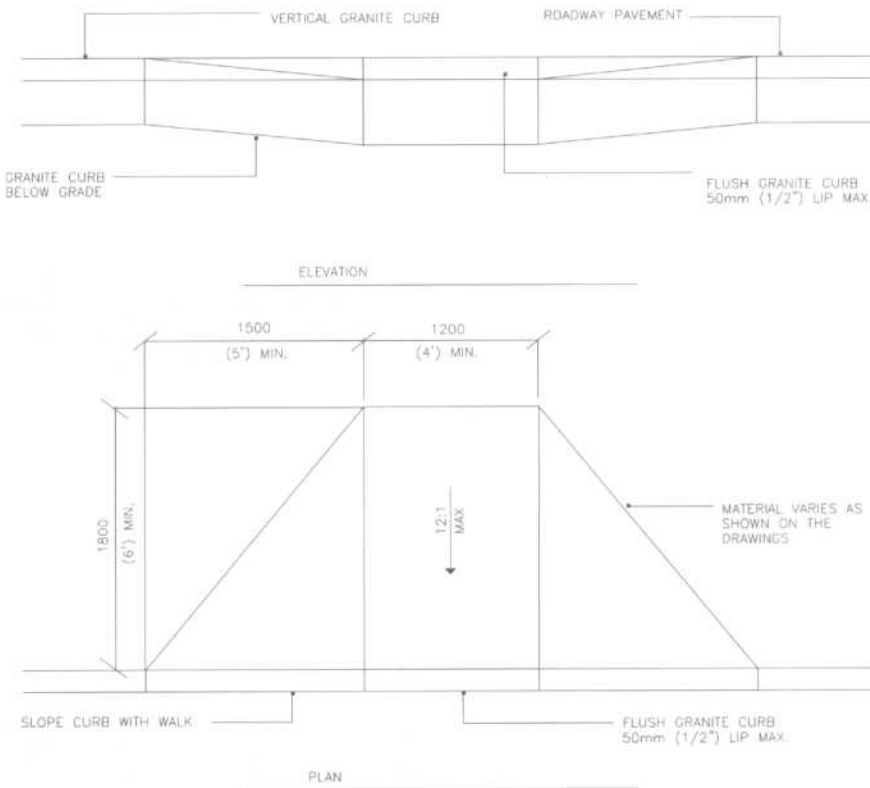 VERTICAL GRANITE CURB
ROADWAY PAVEMENT
GRANITE CURB
BELOW GRADE
FLUSH GRANITE CURB
50mm (1/2") LIP MAX.
ELEVATION
1500
(5') MIN.
1200
(4') MIN.
1800
(6') MIN.
12:1
MAX
MATERIAL VARIES AS
SHOWN ON THE
DRAWINGS
SLOPE CURB WITH WALK
FLUSH GRANITE CURB
50mm (1/2") LIP MAX.
PLAN